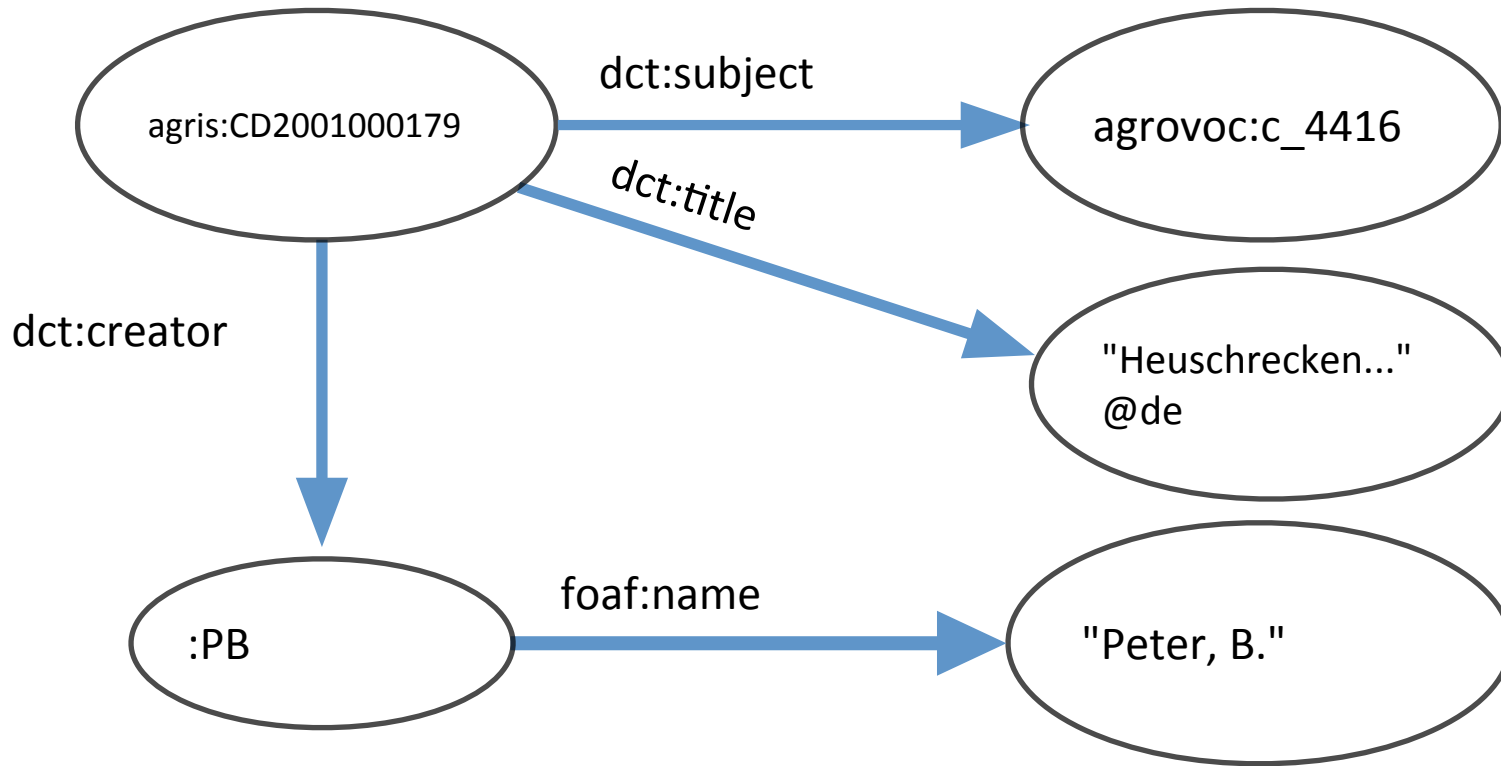 dct:subject
agris:CD2001000179
agrovoc:c_4416
dct:title
dct:creator
"Heuschrecken..."
@de
foaf:name
:PB
"Peter, B."